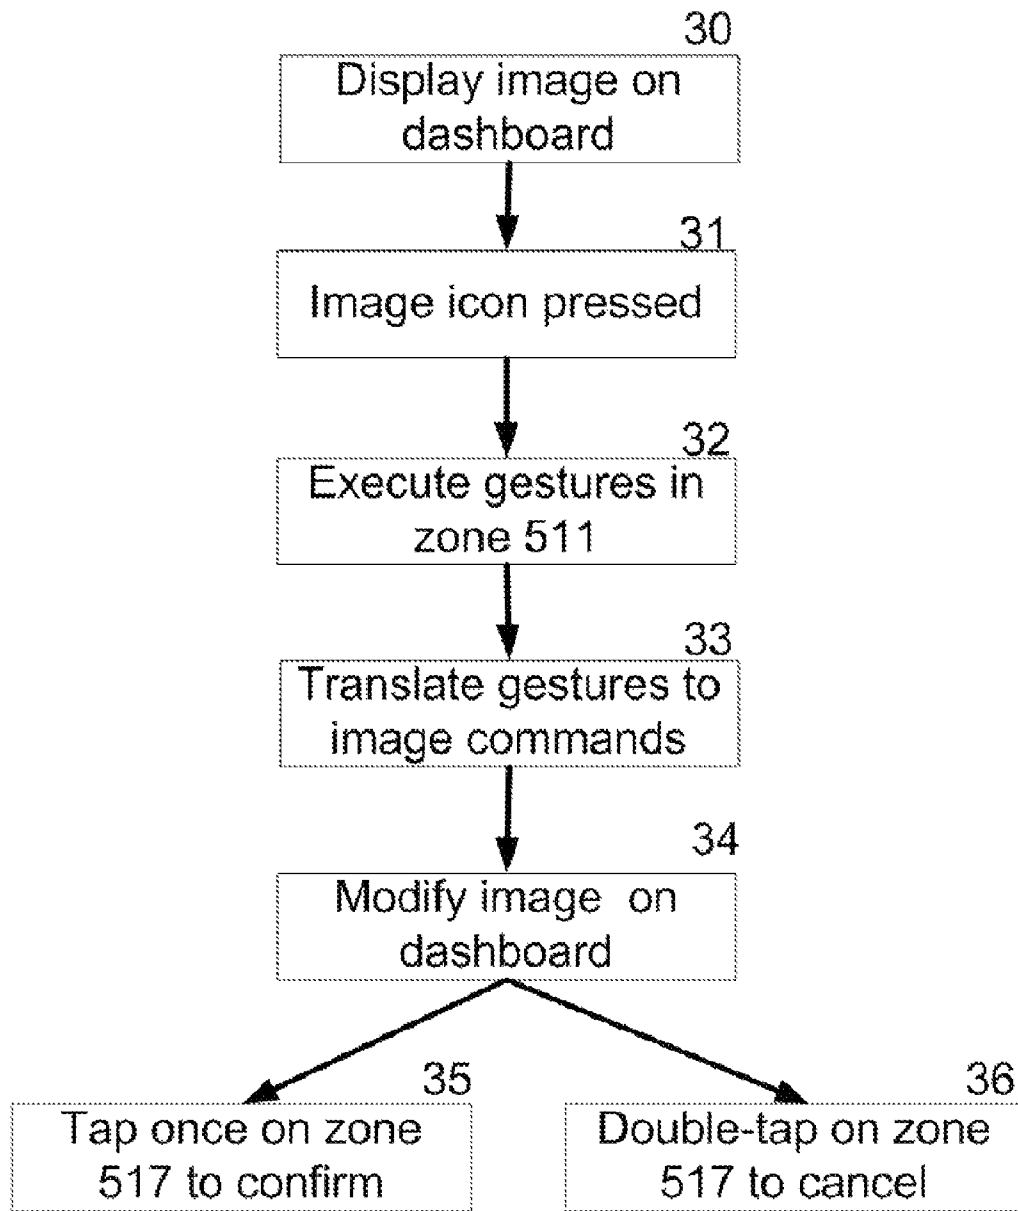 30
Display image on
dashboard
31
Image icon pressed
32
Execute gestures in
zone 511
33
Translate gestures to
image commands
34
Modify image on
dashboard
35
Tap once on zone
517 to confirm
36
Double-tap on zone
517 to cancel